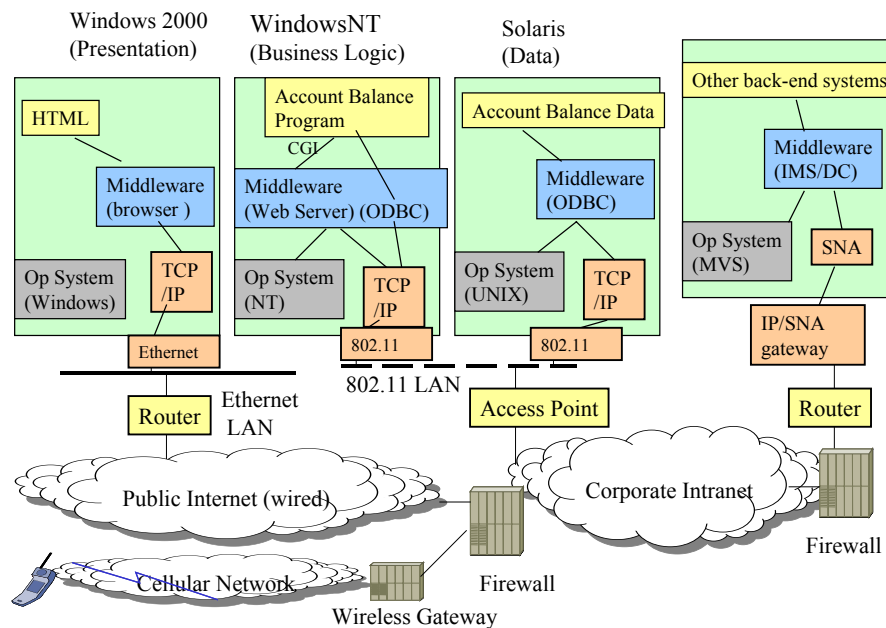 Windows 2000
(Presentation)
WindowsNT
(Business Logic)
Solaris
(Data)
HTML
Middleware
(browser )
Op System
(Windows)
TCP
/IP
Ethernet
Account Balance
Program
CGI
Middleware
(Web Server) (ODBC)
Op System
(NT)
TCP
/IP
802.11
Account Balance Data
Middleware
(ODBC)
Op System
(UNIX)
TCP
/IP
802.11
Other back-end systems
Middleware
(IMS/DC)
Op System
(MVS)
SNA
IP/SNA
gateway
802.11 LAN
Ethernet
LAN
Router
Access Point
Router
Public Internet (wired)
Corporate Intranet
Firewall
Firewall
Cellular Network
Wireless Gateway